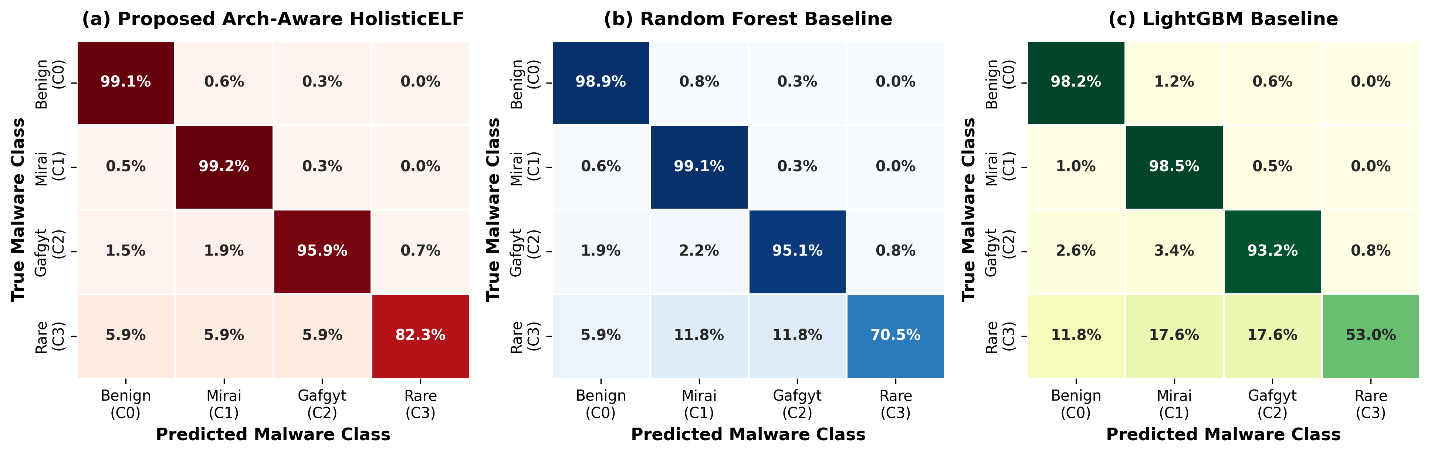 (a) Proposed Arch-Aware HolisticELF
True Malware Class
Benign
(C0)
99.1% 0.6% 0.3% 0.0%
Mirai
(C1)
0.5% 99.2% 0.3% 0.0%
Gafgyt
(C2)
1.5% 1.9% 95.9% 0.7%
Rare
(C3)
5.9% 5.9% 5.9% 82.3%
Benign Mirai Gafgyt Rare
(C0) (C1) (C2) (C3)
Predicted Malware Class
(b) Random Forest Baseline
True Malware Class
Benign
(C0)
98.9% 0.8% 0.3% 0.0%
Mirai
(C1)
0.6% 99.1% 0.3% 0.0%
Gafgyt
(C2)
1.9% 2.2% 95.1% 0.8%
Rare
(C3)
5.9% 11.8% 11.8% 70.5%
Benign Mirai Gafgyt Rare
(C0) (C1) (C2) (C3)
Predicted Malware Class
(c) LightGBM Baseline
True Malware Class
Benign
(C0)
98.2% 1.2% 0.6% 0.0%
Mirai
(C1)
1.0% 98.5% 0.5% 0.0%
Gafgyt
(C2)
2.6% 3.4% 93.2% 0.8%
Rare
(C3)
11.8% 17.6% 17.6% 53.0%
Benign Mirai Gafgyt Rare
(C0) (C1) (C2) (C3)
Predicted Malware Class